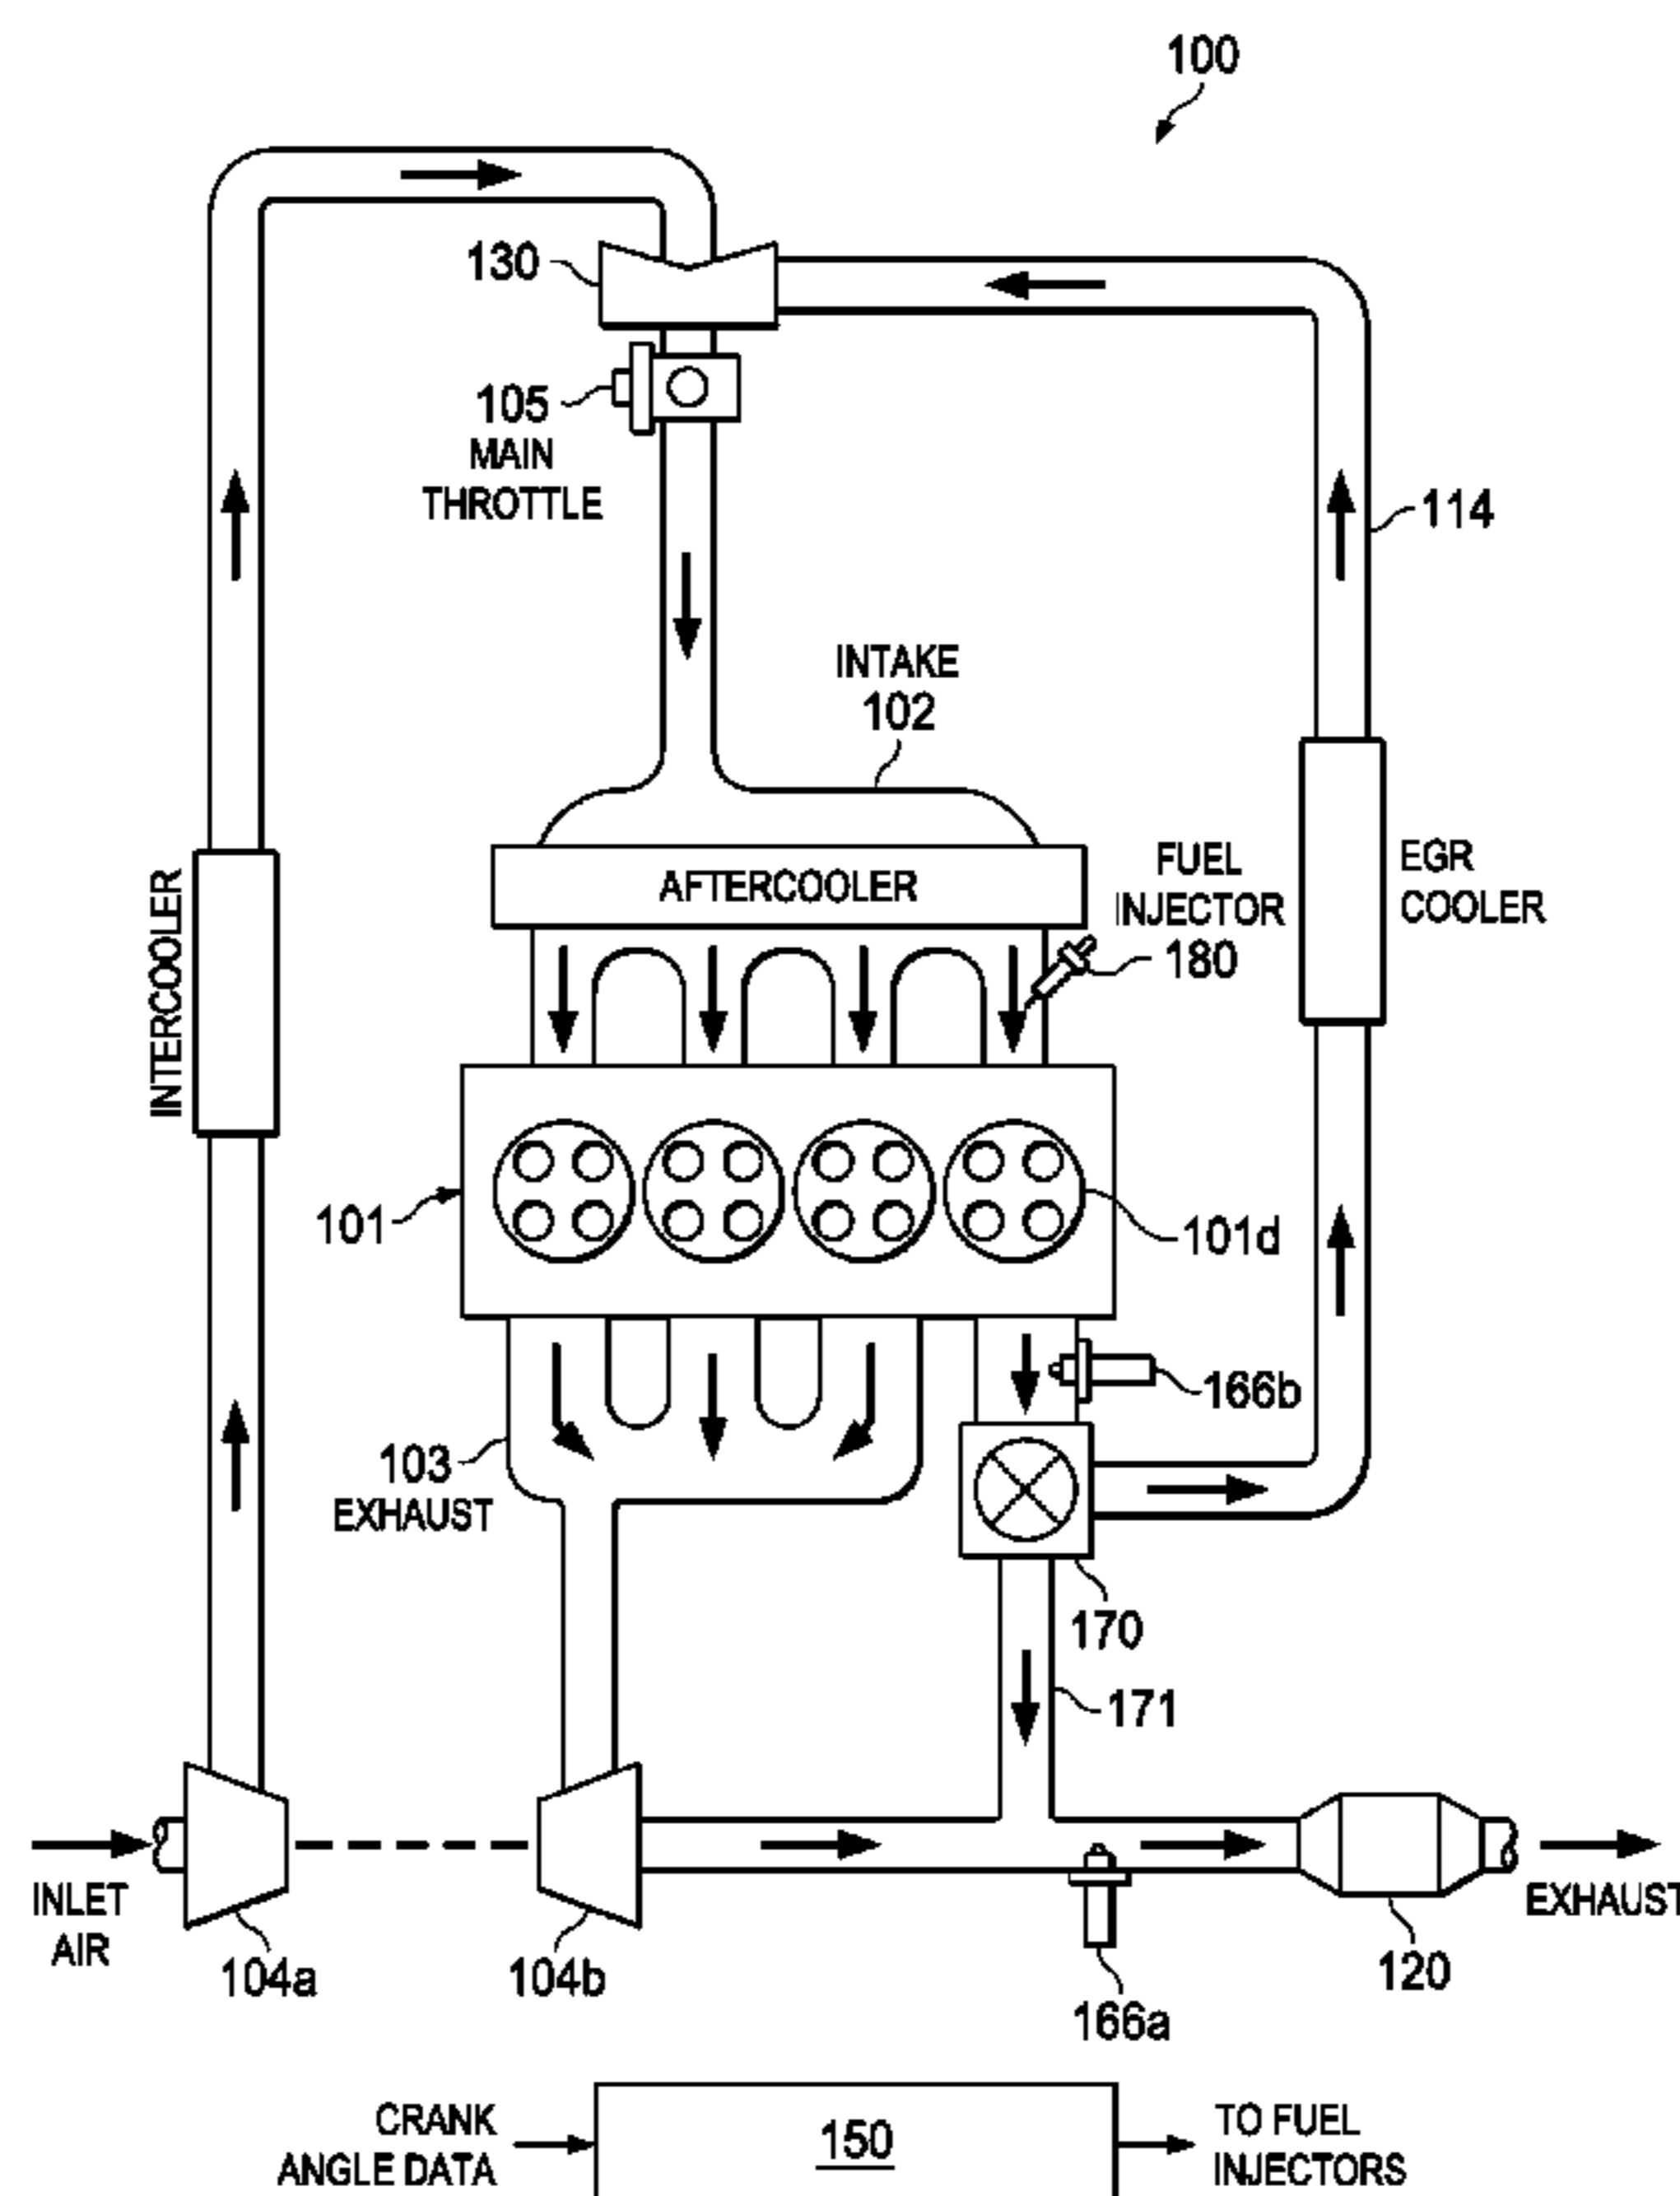 100
130
105
MAIN
THROTTLE
114
INTAKE
102
AFTERCOOLER
FUEL
INJECTOR
180
EGR
COOLER
INTERCOOLER
101
101d
166b
103
EXHAUST
170
171
INLET
AIR
104a
104b
166a
120
EXHAUST
CRANK
ANGLE DATA
150
TO FUEL
INJECTORS